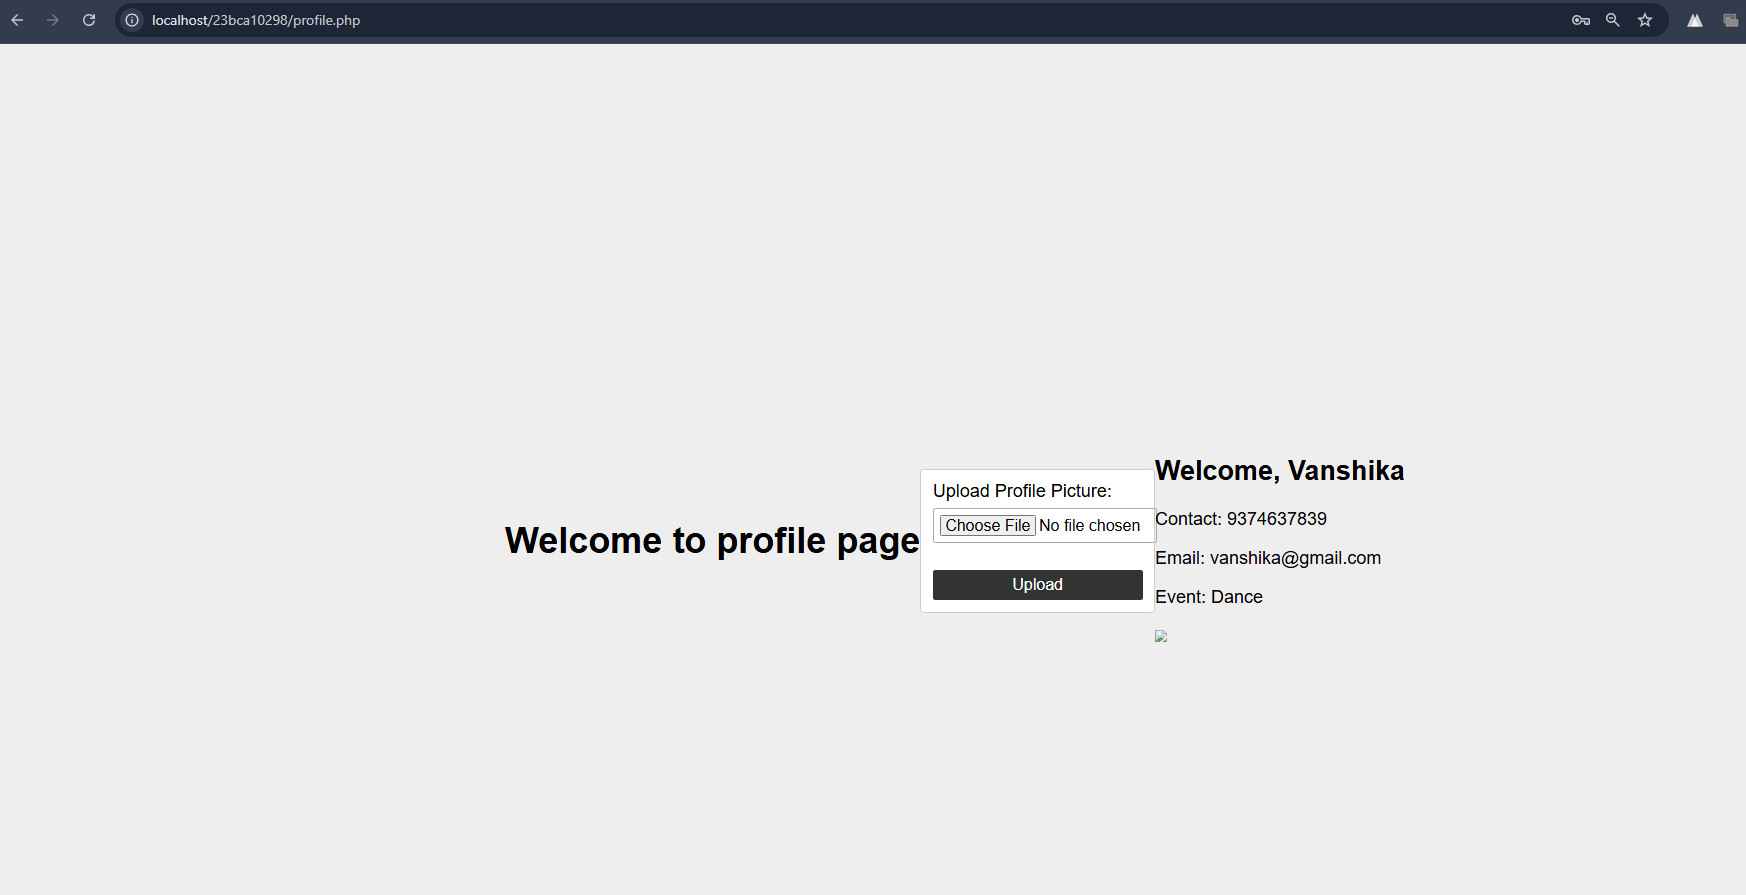 localhost/23bca10298/profile.php
Welcome to profile page
Upload Profile Picture:
Choose File No file chosen
Upload
Welcome, Vanshika
Contact: 9374637839
Email: vanshika@gmail.com
Event: Dance